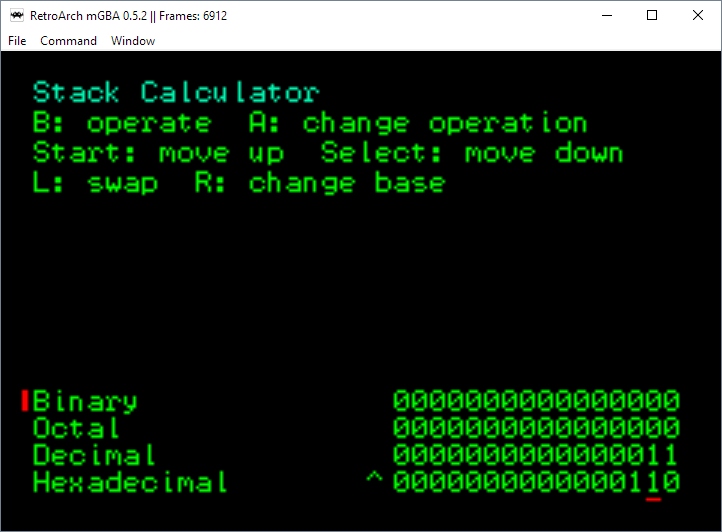 RetroArch mGBA 0.5.2 || Frames: 6912
File Command Window
Stack Calculator
B: operate A: change operation
Start: move up Select: move down
L: swap R: change base
Binary 0000000000000000
Octal 0000000000000000
Decimal 0000000000000011
Hexadecimal ^ 0000000000000110